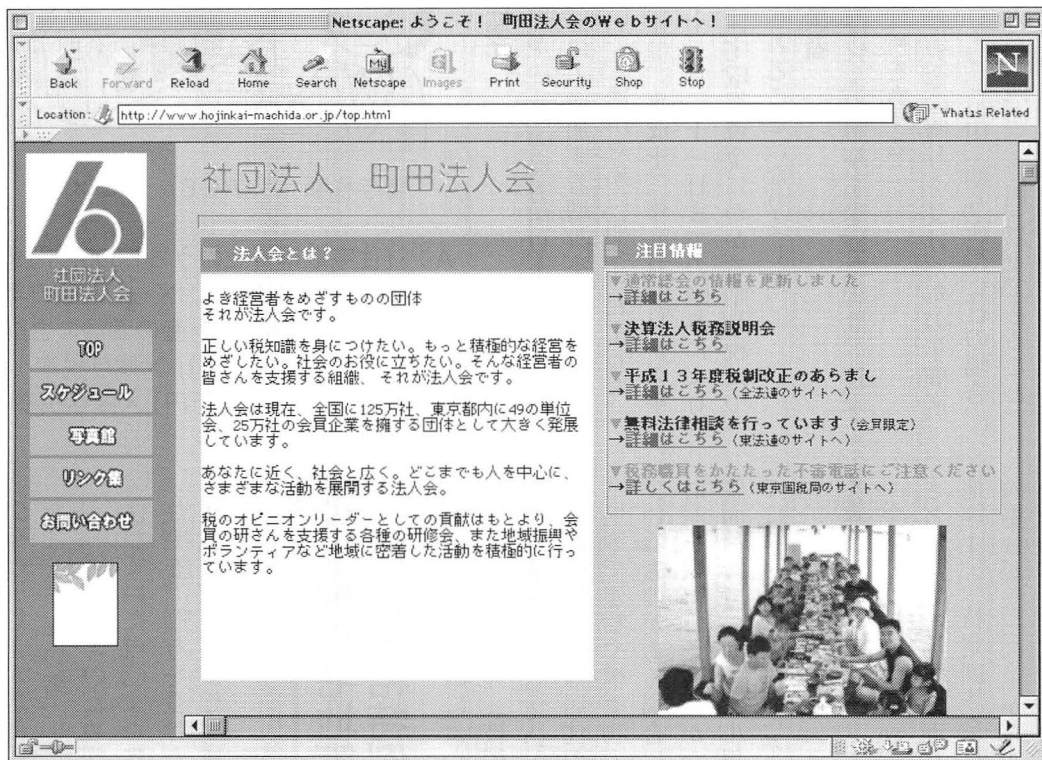 Netscape: ようこそ！　町田法人会のＷｅｂサイトへ！
Back Forward Reload Home Search Netscape Images Print Security Shop Stop
My
N
Location: http://www.hojinkai-machida.or.jp/top.html What's Related
社団法人
町田法人会
TOP
スケジュール
写真館
リンク集
お問い合わせ
社団法人　町田法人会
法人会とは？
よき経営者をめざすものの団体
それが法人会です。
正しい税知識を身につけたい。もっと積極的な経営を
めざしたい。社会のお役に立ちたい。そんな経営者の
皆さんを支援する組織、 それが法人会です。
法人会は現在、全国に125万社、東京都内に49の単位
会、25万社の会員企業を擁する団体として大きく発展
しています。
あなたに近く、社会と広く。どこまでも人を中心に、
さまざまな活動を展開する法人会。
税のオピニオンリーダーとしての貢献はもとより、会
員の研さんを支援する各種の研修会、また地域振興や
ボランティアなど地域に密着した活動を積極的に行っ
ています。
注目情報
▼通常総会の情報を更新しました
→詳細はこちら
▼決算法人税務説明会
→詳細はこちら
▼平成１３年度税制改正のあらまし
→詳細はこちら（全法連のサイトへ）
▼無料法律相談を行っています（会員限定）
→詳細はこちら（東法連のサイトへ）
▼税務職員をかたたった不審電話にご注意ください
→詳しくはこちら（東京国税局のサイトへ）